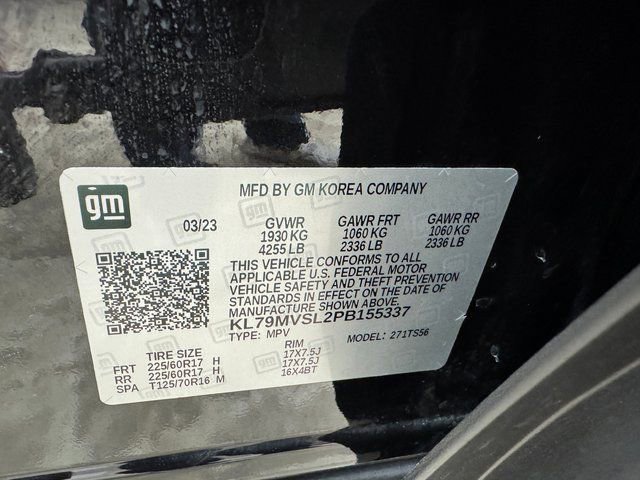 gm
MFD BY GM KOREA COMPANY
03/23 GVWR GAWR FRT GAWR RR
1930 KG 1060 KG 1060 KG
4255 LB 2336 LB 2336 LB
THIS VEHICLE CONFORMS TO ALL
APPLICABLE U.S. FEDERAL MOTOR
VEHICLE SAFETY AND THEFT PREVENTION
STANDARDS IN EFFECT ON THE DATE OF
MANUFACTURE SHOWN ABOVE.
KL79MVSL2PB155337
TYPE: MPV MODEL: 271TS56
TIRE SIZE RIM
FRT 225/60R17 H 17X7.5J
RR 225/60R17 H 17X7.5J
SPA T125/70R16 M 16X4BT